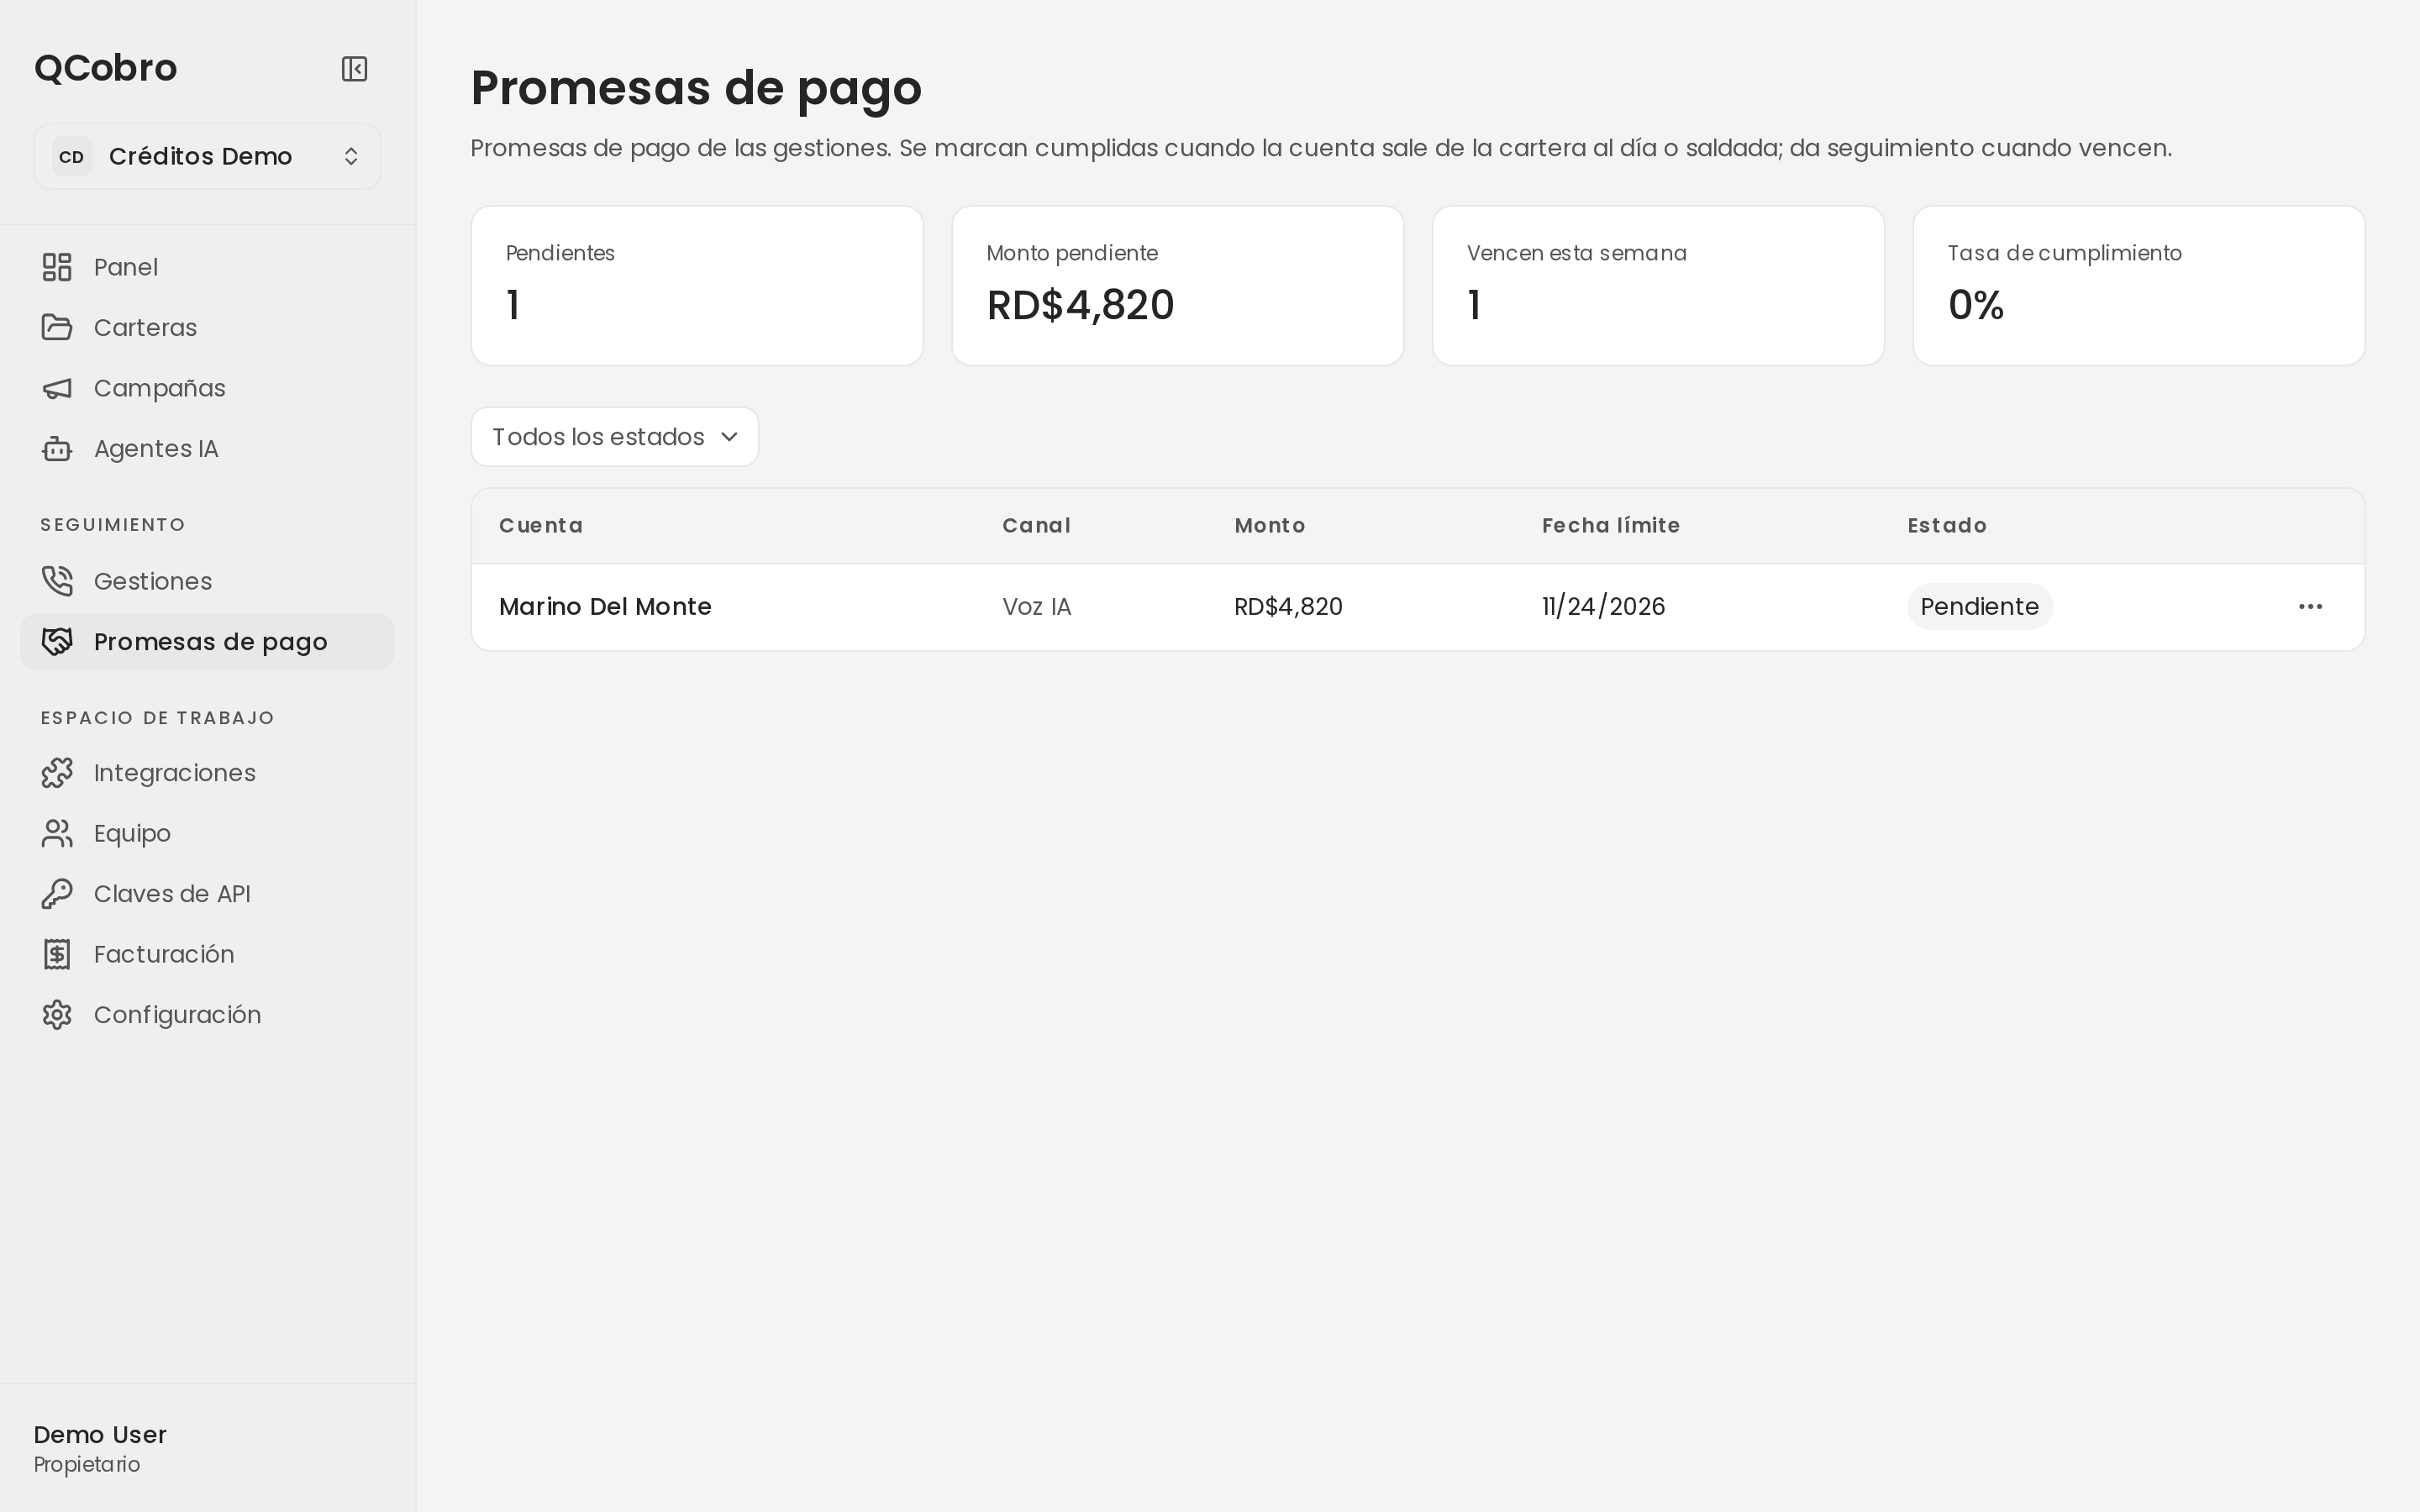 QCobro
CD Créditos Demo
Panel
Carteras
Campañas
Agentes IA
SEGUIMIENTO
Gestiones
Promesas de pago
ESPACIO DE TRABAJO
Integraciones
Equipo
Claves de API
Facturación
Configuración
Demo User
Propietario
Promesas de pago
Promesas de pago de las gestiones. Se marcan cumplidas cuando la cuenta sale de la cartera al día o saldada; da seguimiento cuando vencen.
Pendientes
1
Monto pendiente
RD$4,820
Vencen esta semana
1
Tasa de cumplimiento
0%
Todos los estados
Cuenta Canal Monto Fecha límite Estado
Marino Del Monte Voz IA RD$4,820 11/24/2026 Pendiente